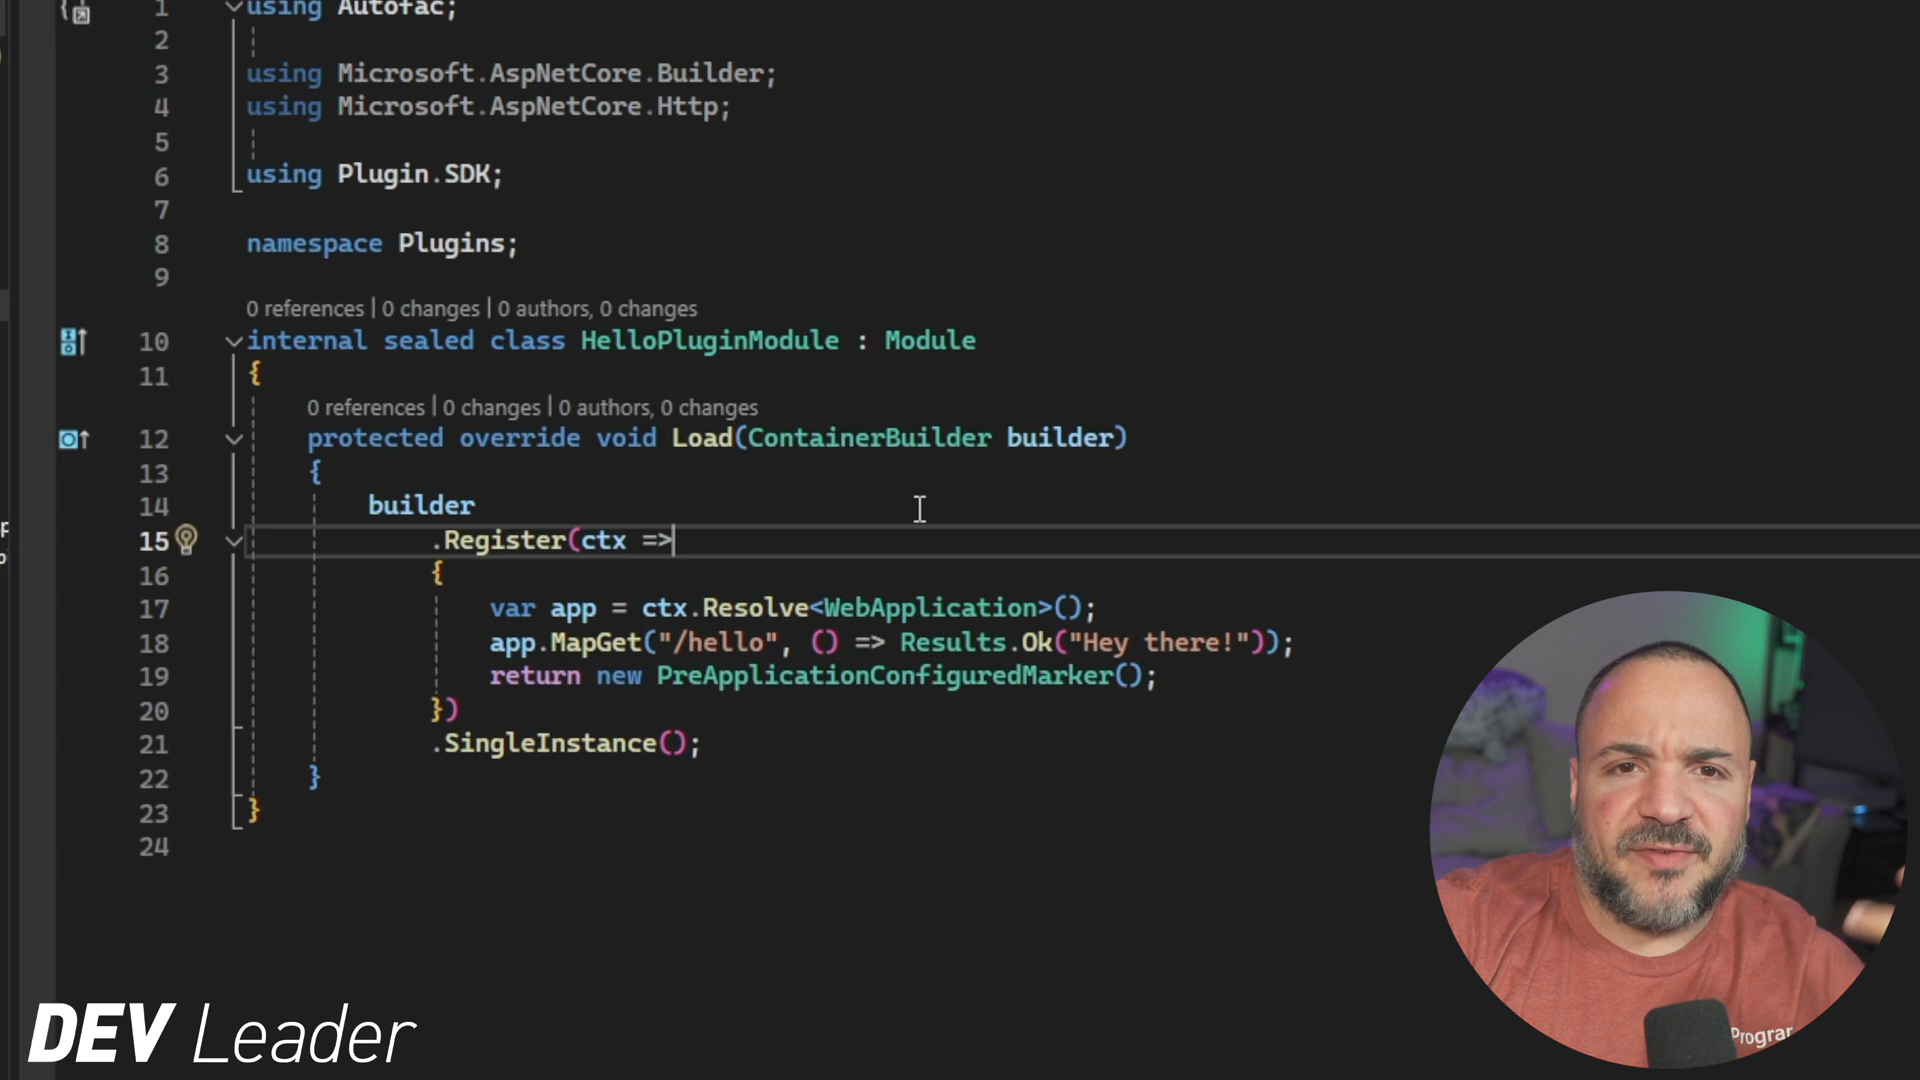 1 using Autofac;
2
3 using Microsoft.AspNetCore.Builder;
4 using Microsoft.AspNetCore.Http;
5
6 using Plugin.SDK;
7
8 namespace Plugins;
9
0 references | 0 changes | 0 authors, 0 changes
10 internal sealed class HelloPluginModule : Module
11 {
0 references | 0 changes | 0 authors, 0 changes
12 protected override void Load(ContainerBuilder builder)
13 {
14 builder
15 .Register(ctx =>
16 {
17 var app = ctx.Resolve<WebApplication>();
18 app.MapGet("/hello", () => Results.Ok("Hey there!"));
19 return new PreApplicationConfiguredMarker();
20 })
21 .SingleInstance();
22 }
23 }
24
DEV Leader